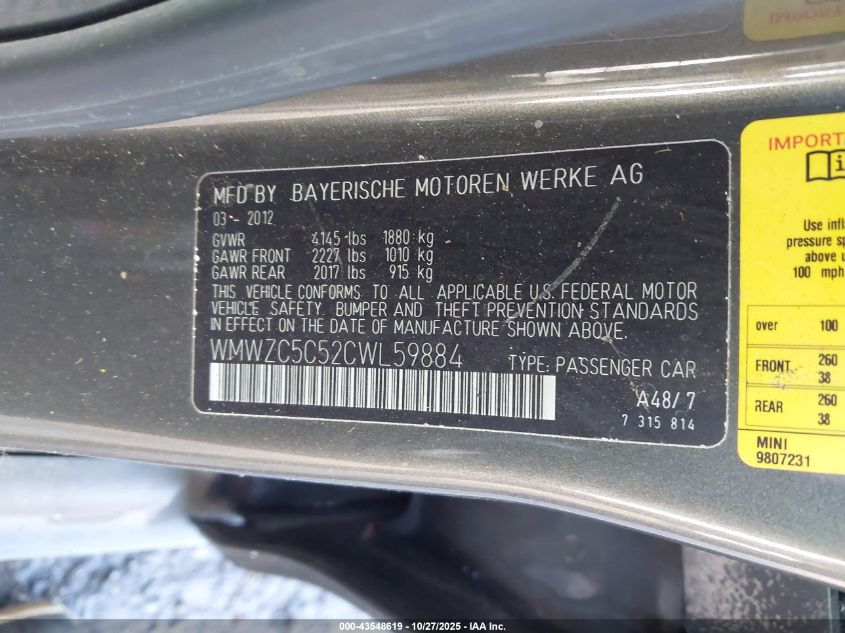 MFD BY BAYERISCHE MOTOREN WERKE AG
03 - 2012
GVWR 4145 lbs 1880 kg
GAWR FRONT 2227 lbs 1010 kg
GAWR REAR 2017 lbs 915 kg
THIS VEHICLE CONFORMS TO ALL APPLICABLE U.S. FEDERAL MOTOR
VEHICLE SAFETY, BUMPER AND THEFT PREVENTION STANDARDS
IN EFFECT ON THE DATE OF MANUFACTURE SHOWN ABOVE.
WMWZC5C52CWL59884 TYPE: PASSENGER CAR
A48/7
7 315 814
Use infl
pressure sp
above u
100 mph
over 100
FRONT 260
38
REAR 260
38
MINI
9807231
000-43548619 | 10/27/2025 - IAA Inc.